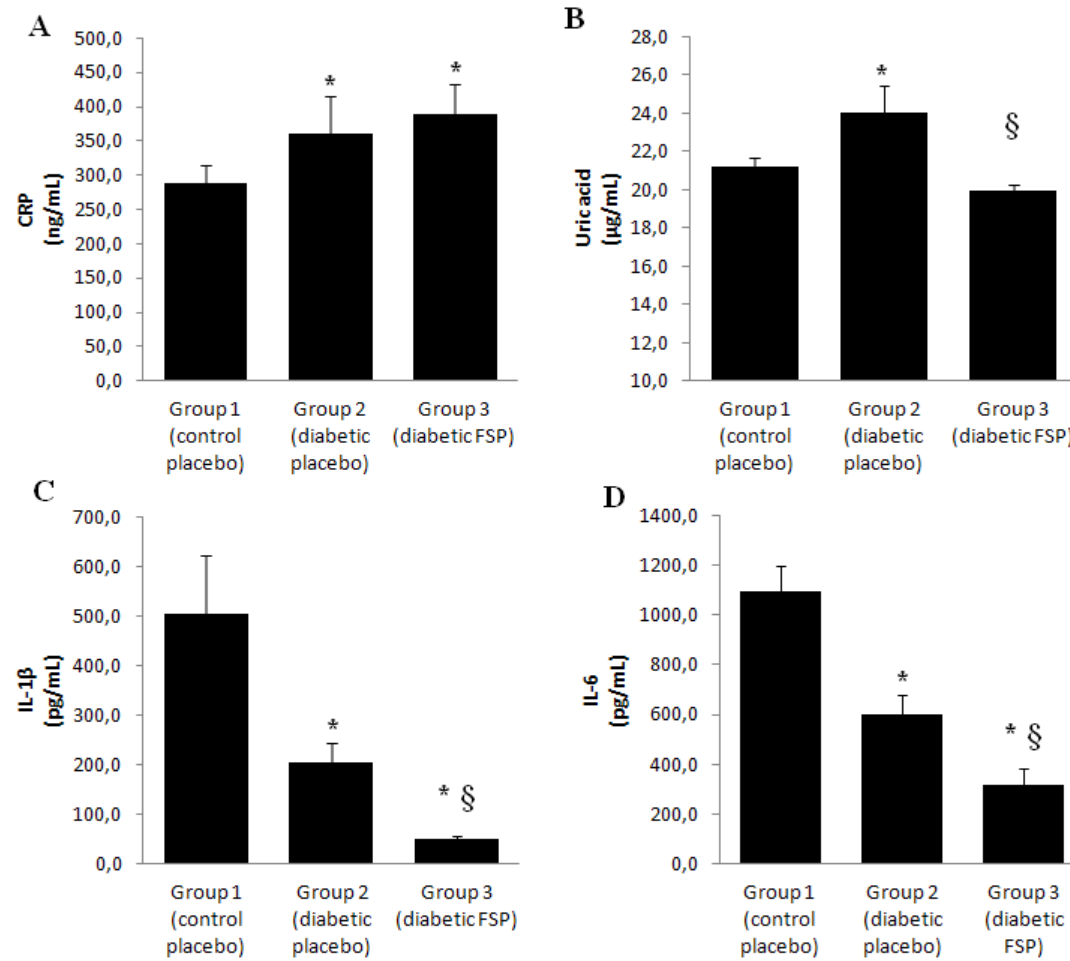 A
500,0
450,0
400,0
350,0
300,0
250,0
200,0
150,0
100,0
50,0
0,0
CRP
(ng/mL)
*
*
Group 1
(control
placebo)
Group 2
(diabetic
placebo)
Group 3
(diabetic FSP)
B
28,0
26,0
24,0
22,0
20,0
18,0
16,0
14,0
12,0
10,0
Uric acid
(µg/mL)
*
§
Group 1
(control
placebo)
Group 2
(diabetic
placebo)
Group 3
(diabetic FSP)
C
700,0
600,0
500,0
400,0
300,0
200,0
100,0
0,0
IL-1β
(pg/mL)
*
* §
Group 1
(control
placebo)
Group 2
(diabetic
placebo)
Group 3
(diabetic FSP)
D
1400,0
1200,0
1000,0
800,0
600,0
400,0
200,0
0,0
IL-6
(pg/mL)
*
* §
Group 1
(control
placebo)
Group 2
(diabetic
placebo)
Group 3
(diabetic
FSP)